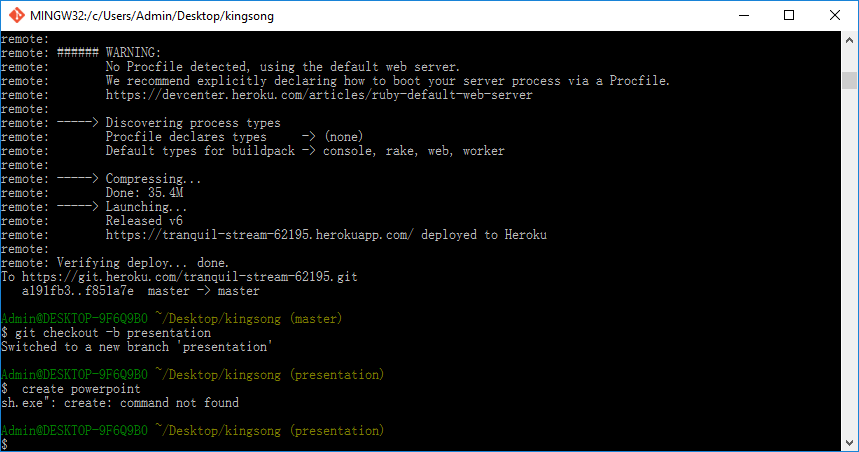 MINGW32:/c/Users/Admin/Desktop/kingsong
remote:
remote: ###### WARNING:
remote:        No Procfile detected, using the default web server.
remote:        We recommend explicitly declaring how to boot your server process via a Procfile.
remote:        https://devcenter.heroku.com/articles/ruby-default-web-server
remote:
remote: -----> Discovering process types
remote:        Procfile declares types     -> (none)
remote:        Default types for buildpack -> console, rake, web, worker
remote:
remote: -----> Compressing...
remote:        Done: 35.4M
remote: -----> Launching...
remote:        Released v6
remote:        https://tranquil-stream-62195.herokuapp.com/ deployed to Heroku
remote:
remote: Verifying deploy... done.
To https://git.heroku.com/tranquil-stream-62195.git
   a191fb3..f851a7e  master -> master
Admin@DESKTOP-9F6Q9B0 ~/Desktop/kingsong (master)
$ git checkout -b presentation
Switched to a new branch 'presentation'
Admin@DESKTOP-9F6Q9B0 ~/Desktop/kingsong (presentation)
$  create powerpoint
sh.exe": create: command not found
Admin@DESKTOP-9F6Q9B0 ~/Desktop/kingsong (presentation)
$